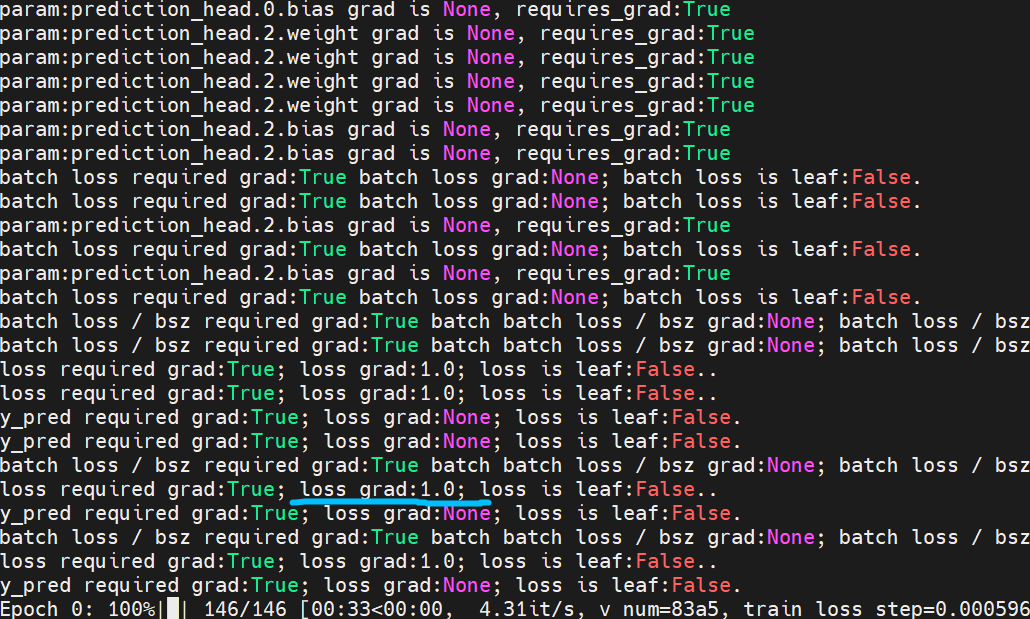 param:prediction_head.0.bias grad is None, requires_grad:True
param:prediction_head.2.weight grad is None, requires_grad:True
param:prediction_head.2.weight grad is None, requires_grad:True
param:prediction_head.2.weight grad is None, requires_grad:True
param:prediction_head.2.weight grad is None, requires_grad:True
param:prediction_head.2.bias grad is None, requires_grad:True
param:prediction_head.2.bias grad is None, requires_grad:True
batch loss required grad:True batch loss grad:None; batch loss is leaf:False.
batch loss required grad:True batch loss grad:None; batch loss is leaf:False.
param:prediction_head.2.bias grad is None, requires_grad:True
batch loss required grad:True batch loss grad:None; batch loss is leaf:False.
param:prediction_head.2.bias grad is None, requires_grad:True
batch loss required grad:True batch loss grad:None; batch loss is leaf:False.
batch loss / bsz required grad:True batch batch loss / bsz grad:None; batch loss / bsz
batch loss / bsz required grad:True batch batch loss / bsz grad:None; batch loss / bsz
loss required grad:True; loss grad:1.0; loss is leaf:False..
loss required grad:True; loss grad:1.0; loss is leaf:False..
y_pred required grad:True; loss grad:None; loss is leaf:False.
y_pred required grad:True; loss grad:None; loss is leaf:False.
batch loss / bsz required grad:True batch batch loss / bsz grad:None; batch loss / bsz
loss required grad:True; loss grad:1.0; loss is leaf:False..
y_pred required grad:True; loss grad:None; loss is leaf:False.
batch loss / bsz required grad:True batch batch loss / bsz grad:None; batch loss / bsz
loss required grad:True; loss grad:1.0; loss is leaf:False..
y_pred required grad:True; loss grad:None; loss is leaf:False.
Epoch 0: 100%|█| 146/146 [00:33<00:00, 4.31it/s, v_num=83a5, train_loss_step=0.000596